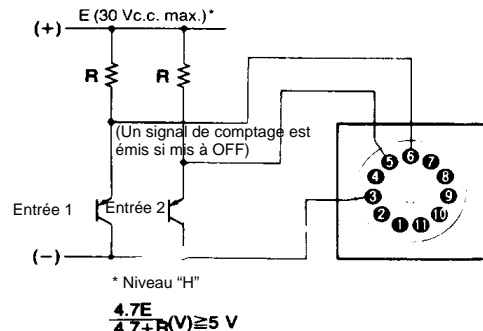 E (30 Vc.c. max.)*
(+)
R R
(Un signal de comptage est
émis si mis à OFF)
Entrée 1 Entrée 2
(−)
5 6 7
4 8
3 9
2 10
1 11
* Niveau “H”
4.7E
4.7+R (V)≧5 V